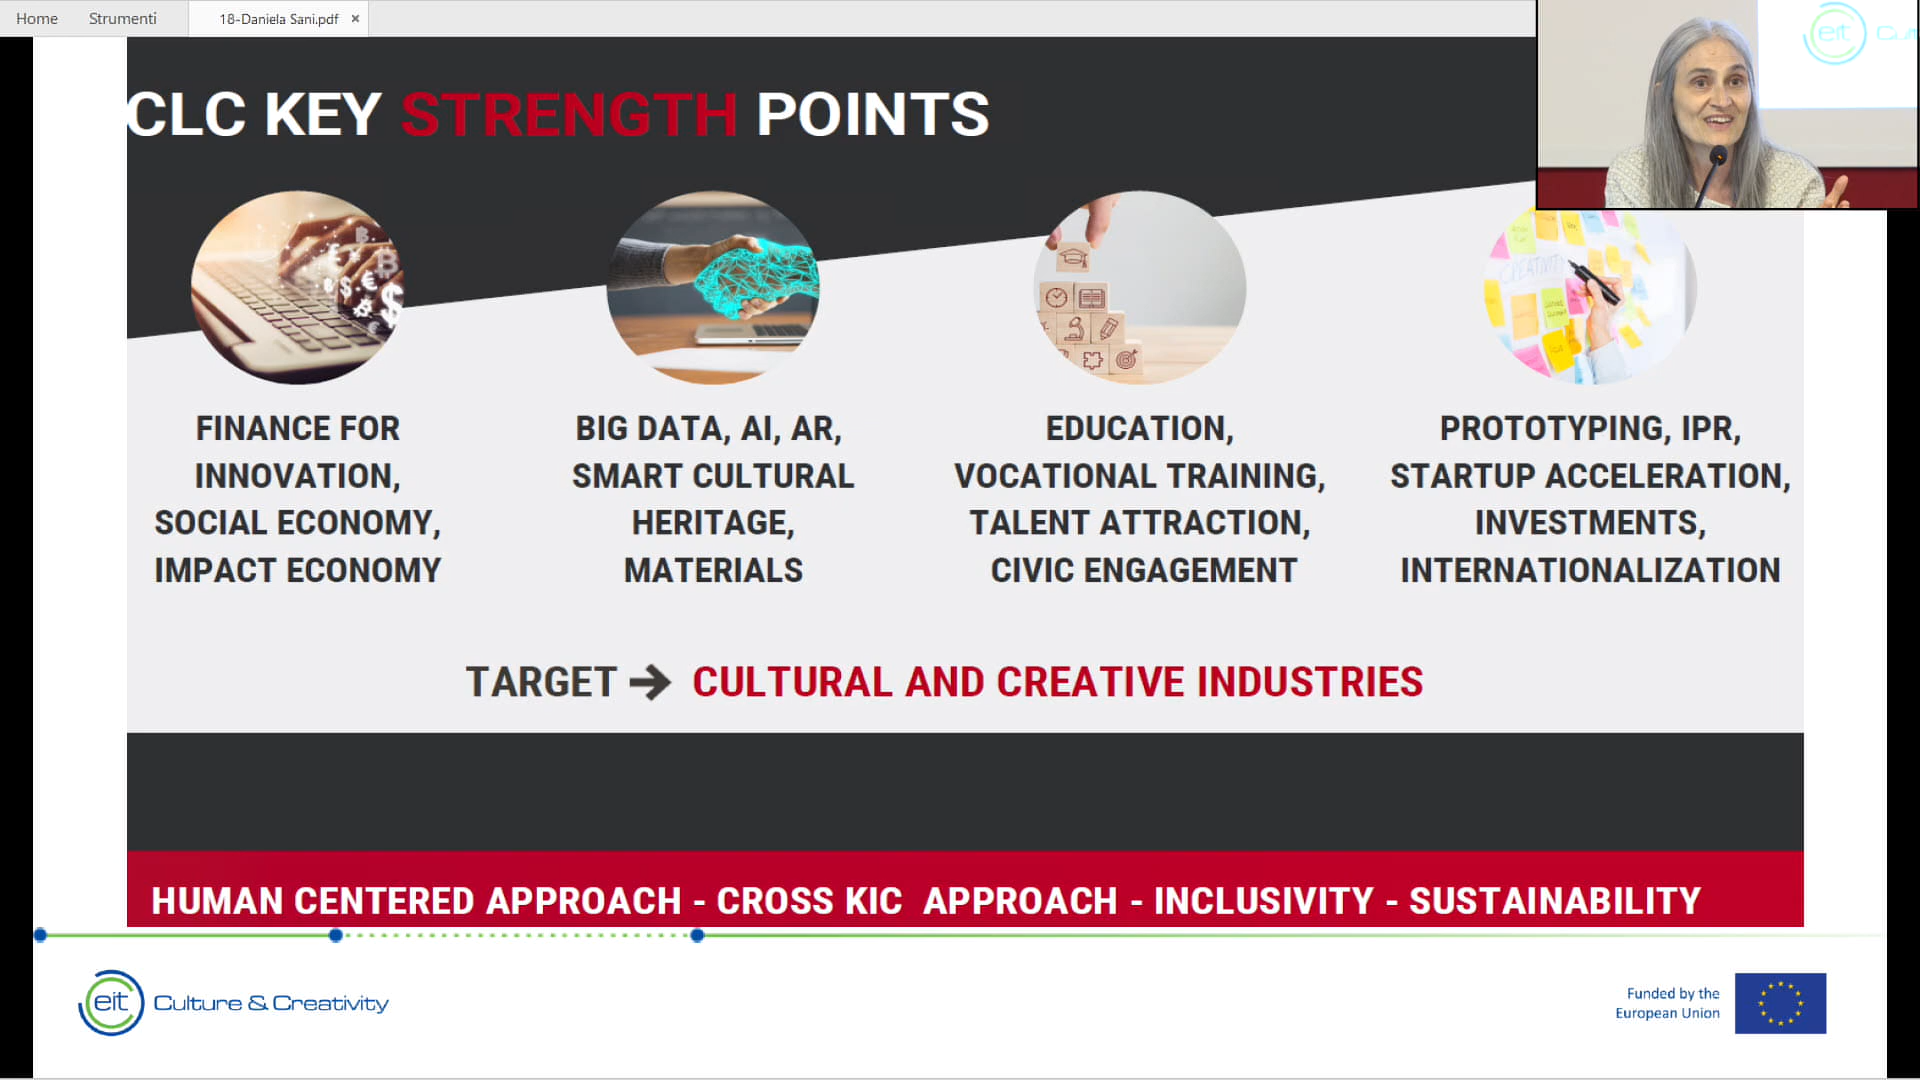 Home Strumenti 18-Daniela Sani.pdf ×
eit
CLC KEY STRENGTH POINTS
CREATIVITY
FINANCE FOR
INNOVATION,
SOCIAL ECONOMY,
IMPACT ECONOMY
BIG DATA, AI, AR,
SMART CULTURAL
HERITAGE,
MATERIALS
EDUCATION,
VOCATIONAL TRAINING,
TALENT ATTRACTION,
CIVIC ENGAGEMENT
PROTOTYPING, IPR,
STARTUP ACCELERATION,
INVESTMENTS,
INTERNATIONALIZATION
TARGET → CULTURAL AND CREATIVE INDUSTRIES
HUMAN CENTERED APPROACH - CROSS KIC APPROACH - INCLUSIVITY - SUSTAINABILITY
eit Culture & Creativity
Funded by the
European Union